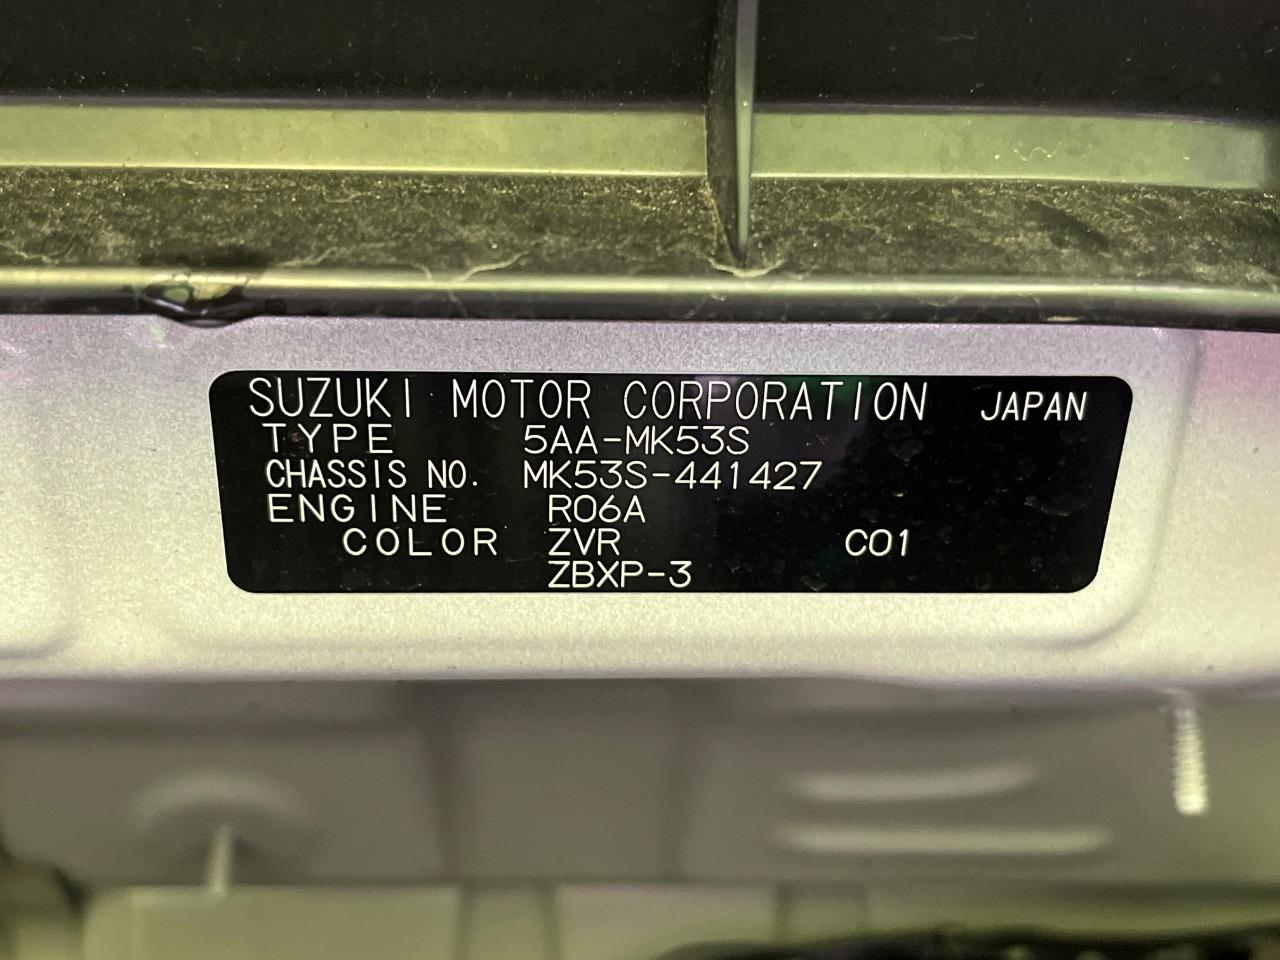 SUZUKI MOTOR CORPORATION JAPAN
TYPE 5AA-MK53S
CHASSIS NO. MK53S-441427
ENGINE R06A
COLOR ZVR C01
ZBXP-3